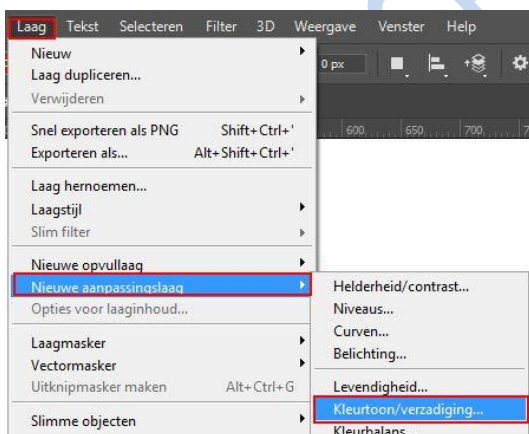 Laag Tekst Selecteren Filter 3D Weergave Venster Help
0 px
Nieuw
Laag dupliceren...
Verwijderen
600 650 700
Snel exporteren als PNG Shift+Ctrl+'
Exporteren als... Alt+Shift+Ctrl+'
Laag hernoemen...
Laagstijl
Slim filter
Nieuwe opvullaag
Nieuwe aanpassingslaag
Opties voor laaginhoud...
Laagmasker
Vectormasker
Uitknipmasker maken Alt+Ctrl+G
Slimme objecten
Helderheid/contrast...
Niveaus...
Curven...
Belichting...
Levendigheid...
Kleurtoon/verzadiging...
Kleurbalans...